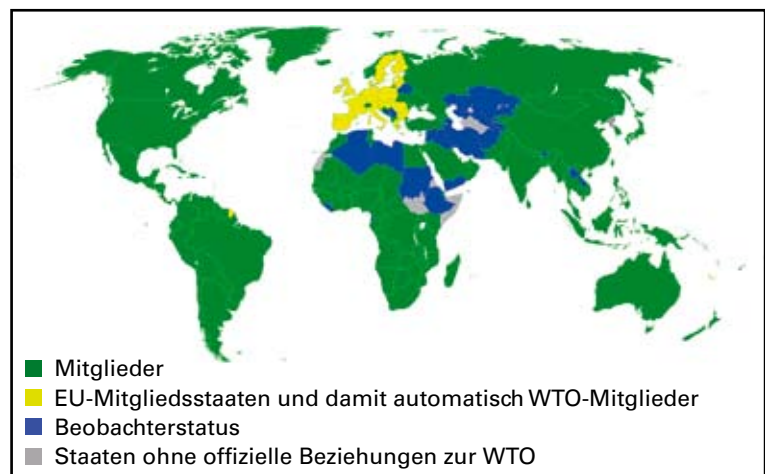 Mitglieder
EU-Mitgliedsstaaten und damit automatisch WTO-Mitglieder
Beobachterstatus
Staaten ohne offizielle Beziehungen zur WTO